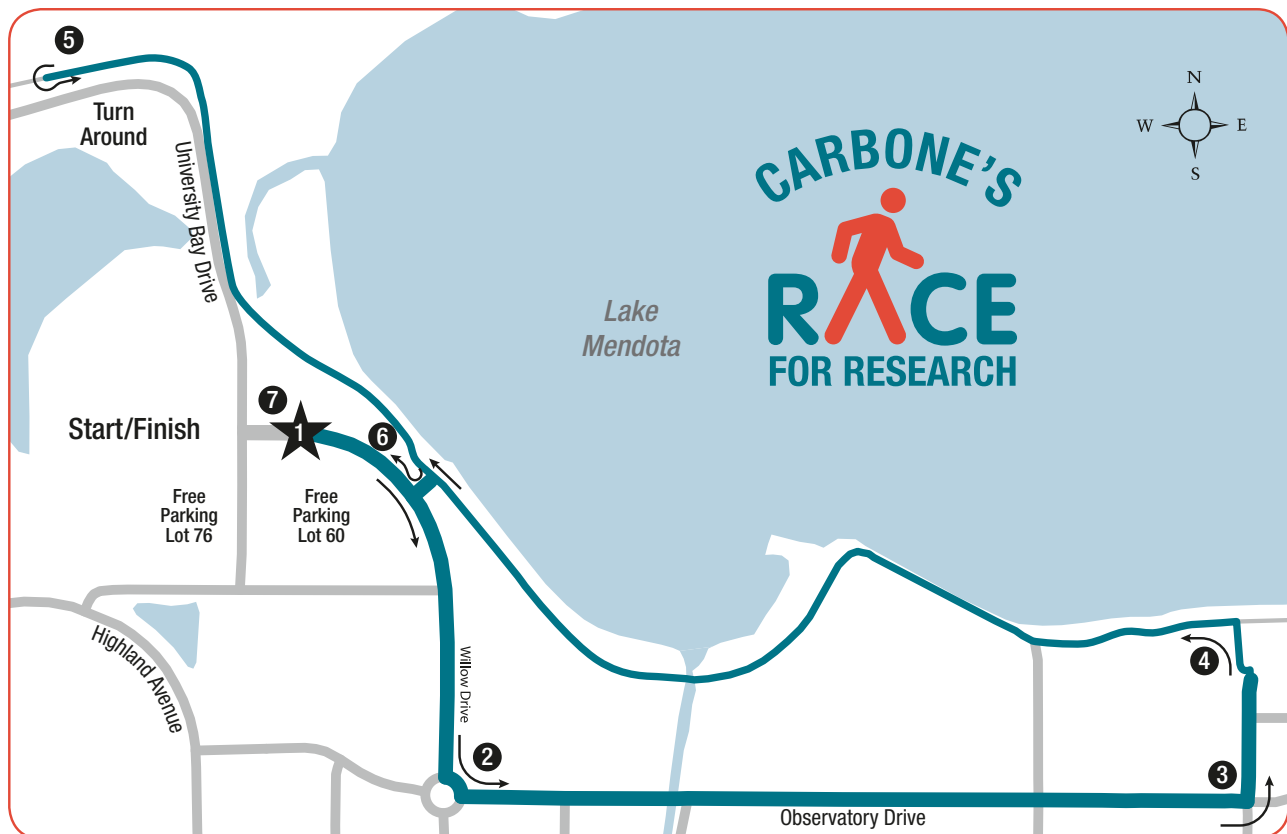 5
Turn
Around
University Bay Drive
N
W
E
S
CARBONE'S
RACE
FOR RESEARCH
Lake
Mendota
7
Start/Finish
1
6
Free
Parking
Lot 76
Free
Parking
Lot 60
Highland Avenue
Willow Drive
4
2
3
Observatory Drive